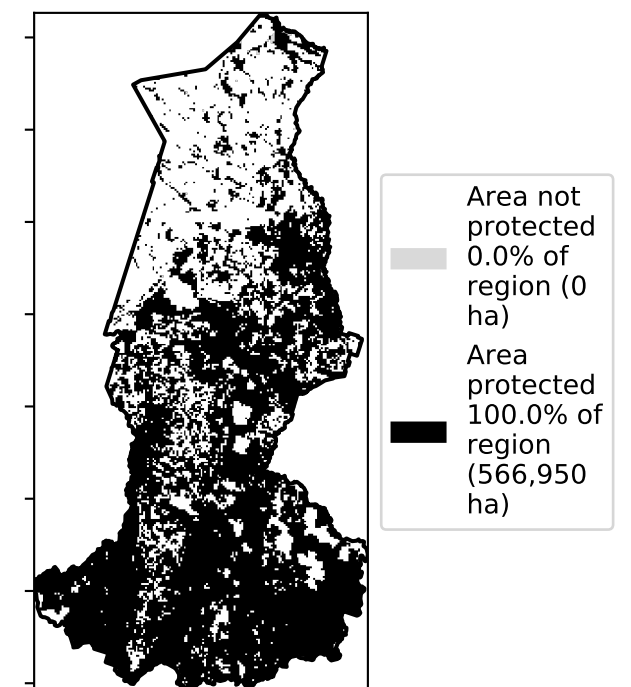 Area not
protected
0.0% of
region (0
ha)
Area
protected
100.0% of
region
(566,950
ha)